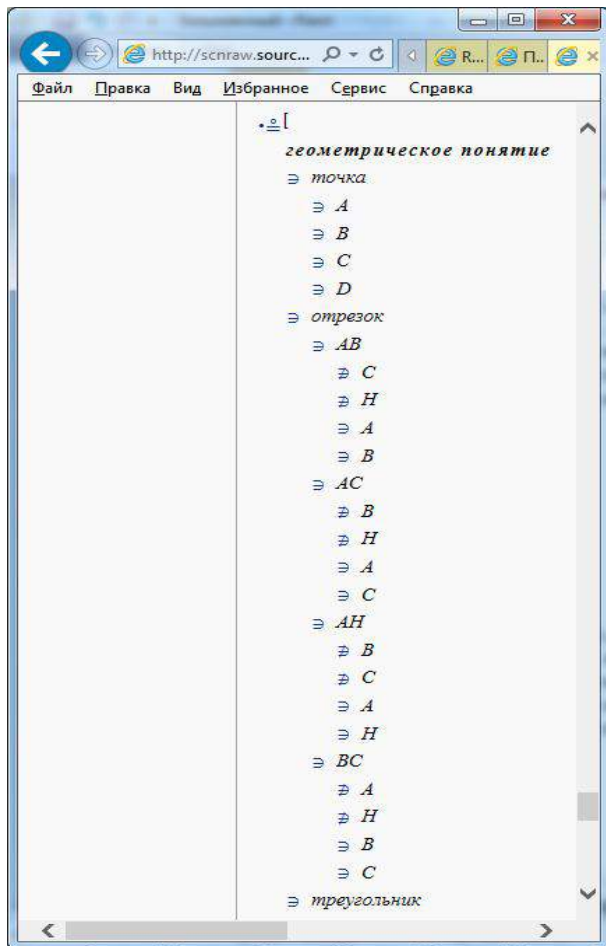 http://scnraw.sourc...
R...
П..
Файл Правка Вид Избранное Сервис Справка
•≗[
геометрическое понятие
∋ точка
∋ A
∋ B
∋ C
∋ D
∋ отрезок
∋ AB
∌ C
∌ H
∋ A
∋ B
∋ AC
∌ B
∌ H
∋ A
∋ C
∋ AH
∌ B
∌ C
∋ A
∋ H
∋ BC
∌ A
∌ H
∋ B
∋ C
∋ треугольник